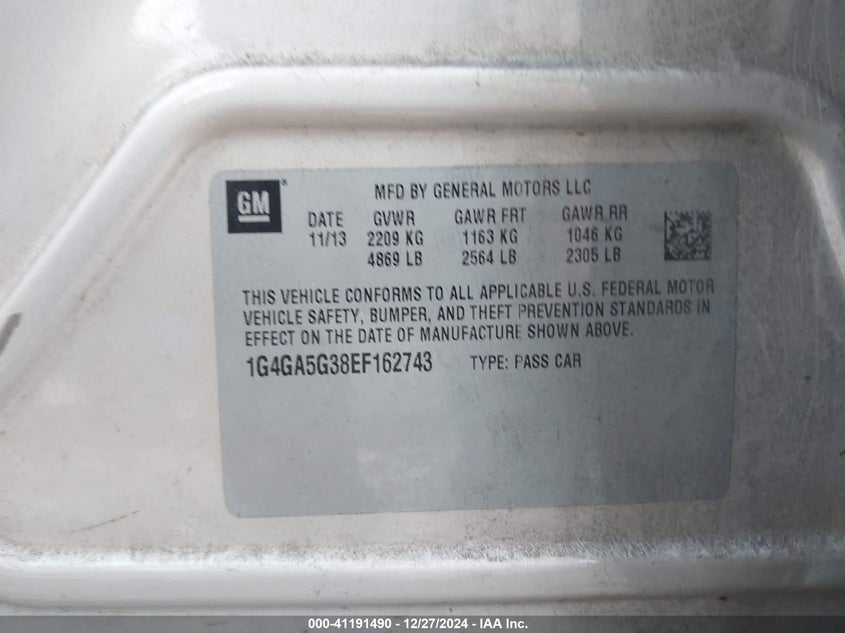 GM ®
MFD BY GENERAL MOTORS LLC
DATE GVWR GAWR FRT GAWR RR
11/13 2209 KG 1163 KG 1046 KG
4869 LB 2564 LB 2305 LB
THIS VEHICLE CONFORMS TO ALL APPLICABLE U.S. FEDERAL MOTOR
VEHICLE SAFETY, BUMPER, AND THEFT PREVENTION STANDARDS IN
EFFECT ON THE DATE OF MANUFACTURE SHOWN ABOVE.
1G4GA5G38EF162743 TYPE: PASS CAR
000-41191490 - 12/27/2024 - IAA Inc.